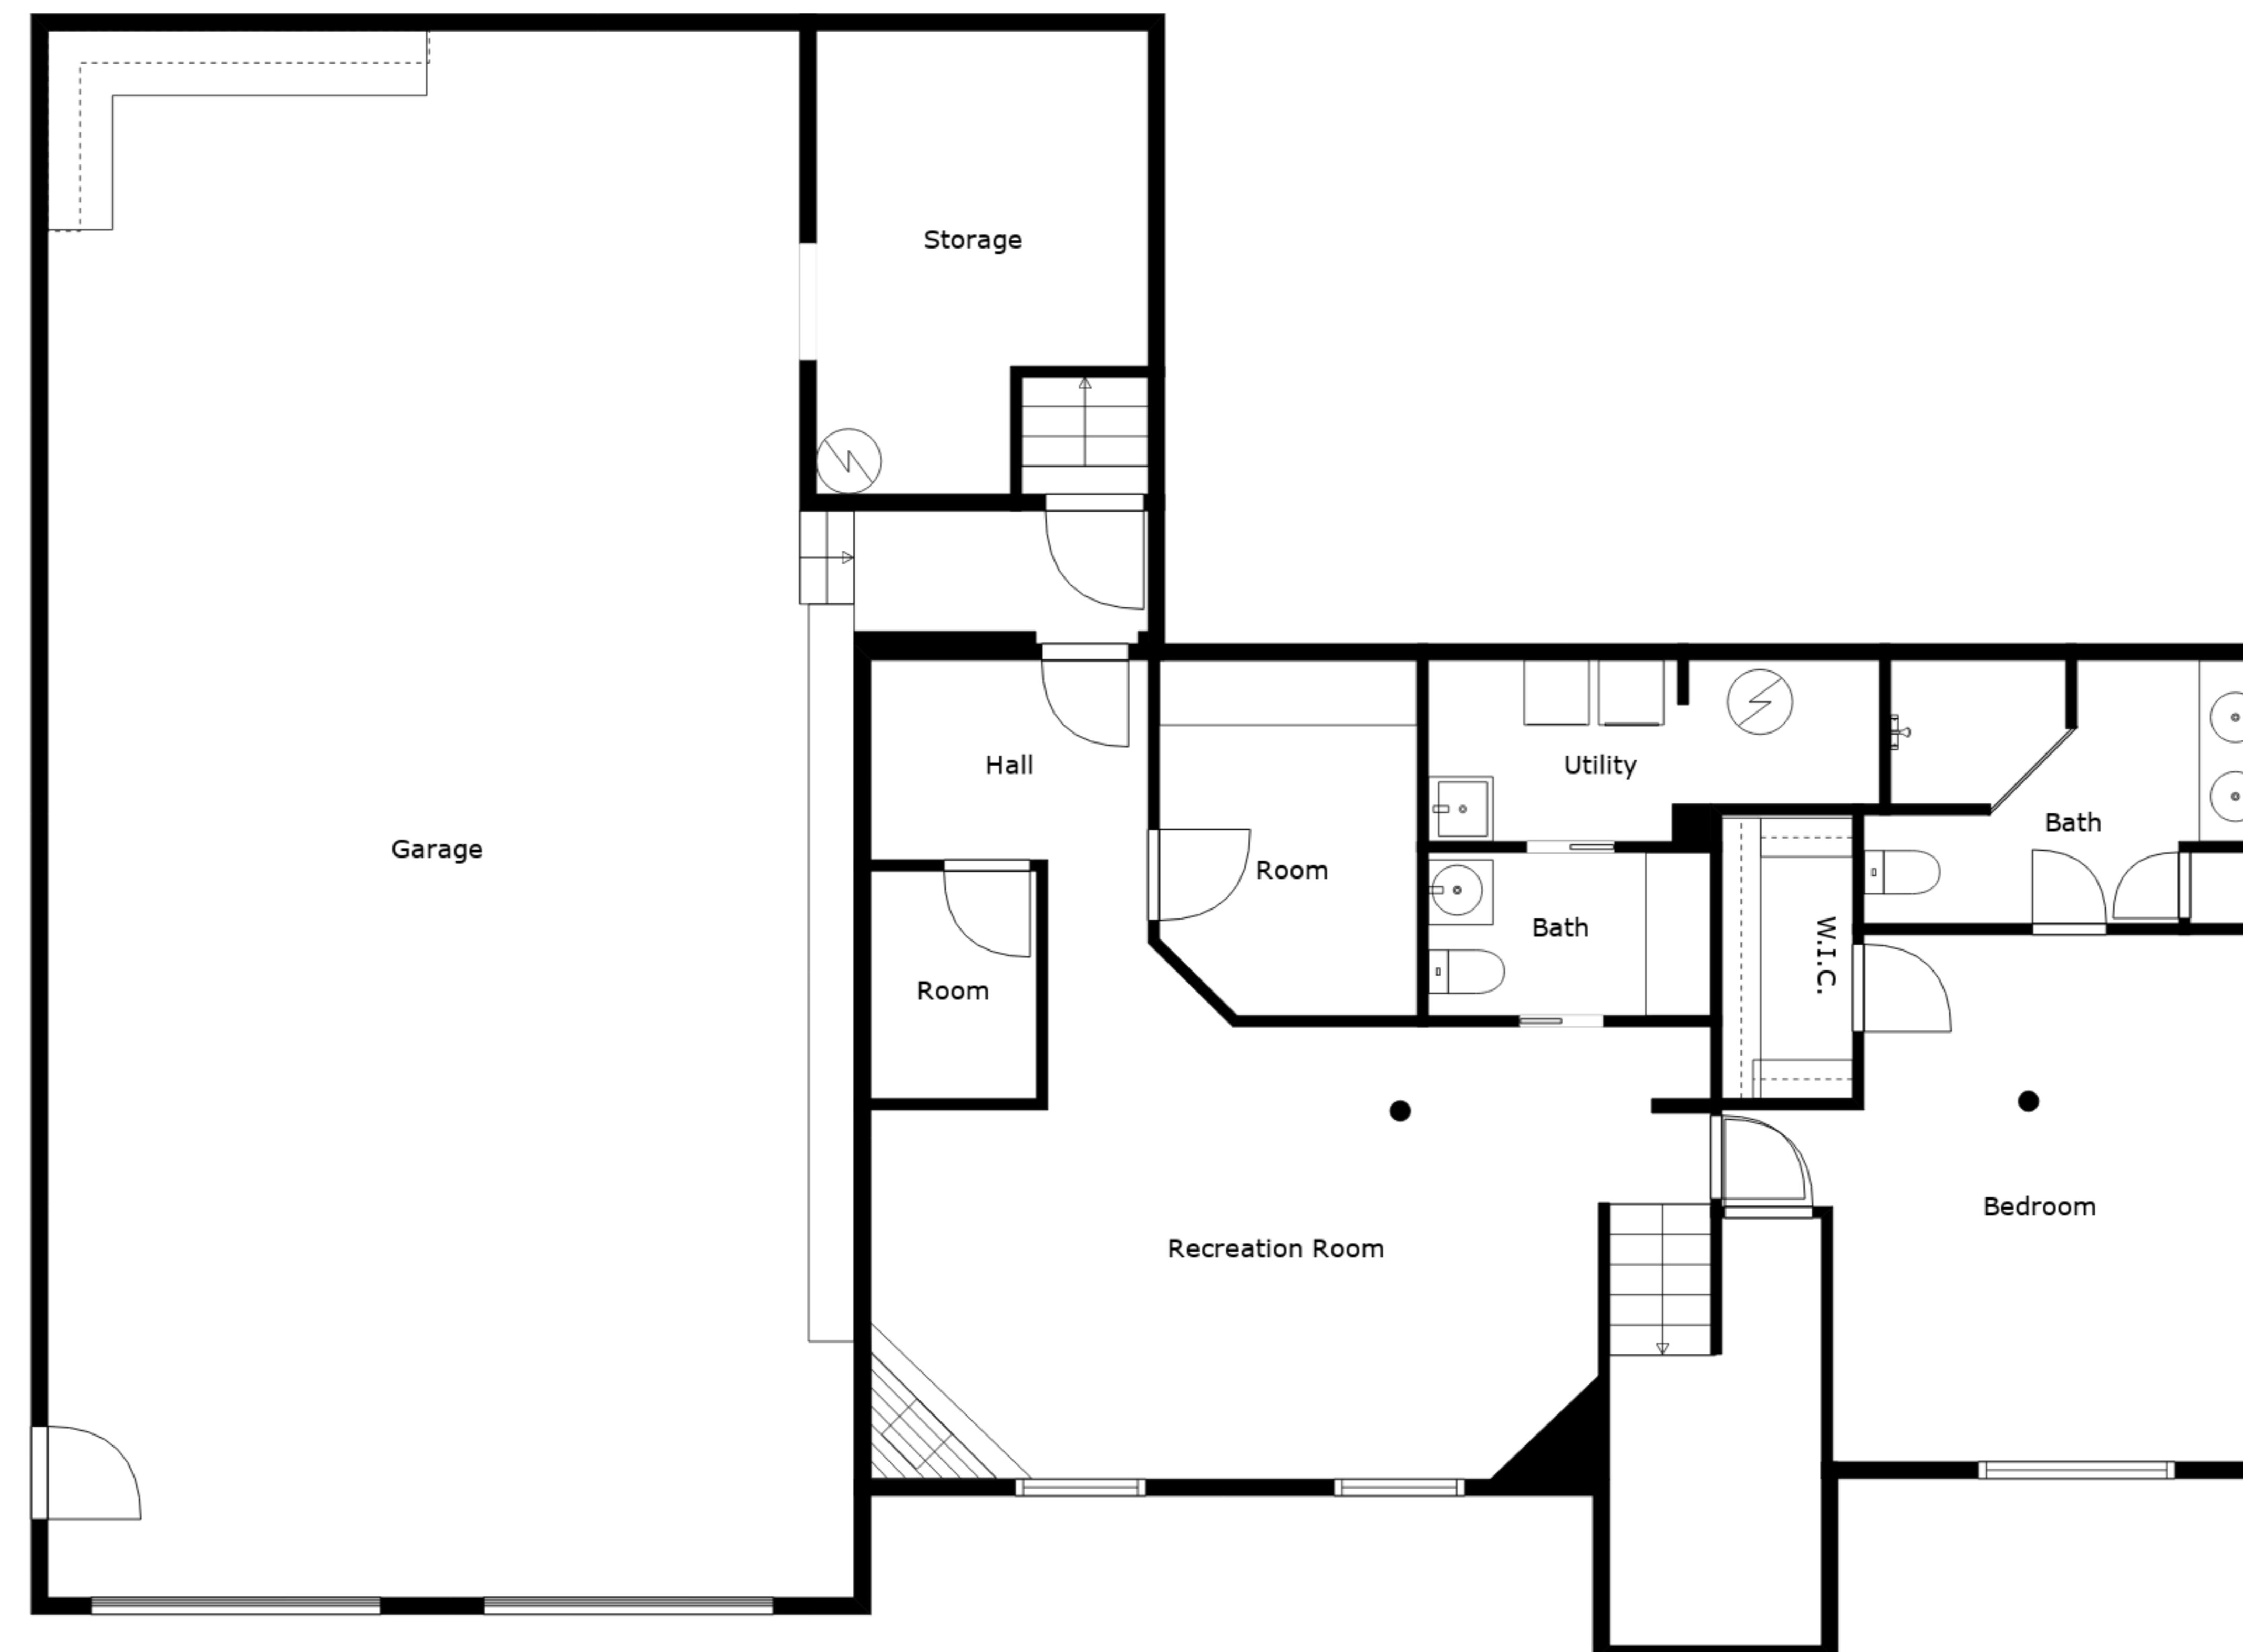 Storage
Garage
Hall
Room
Utility
Bath
Room
Bath
W.I.C.
Bedroom
Recreation Room